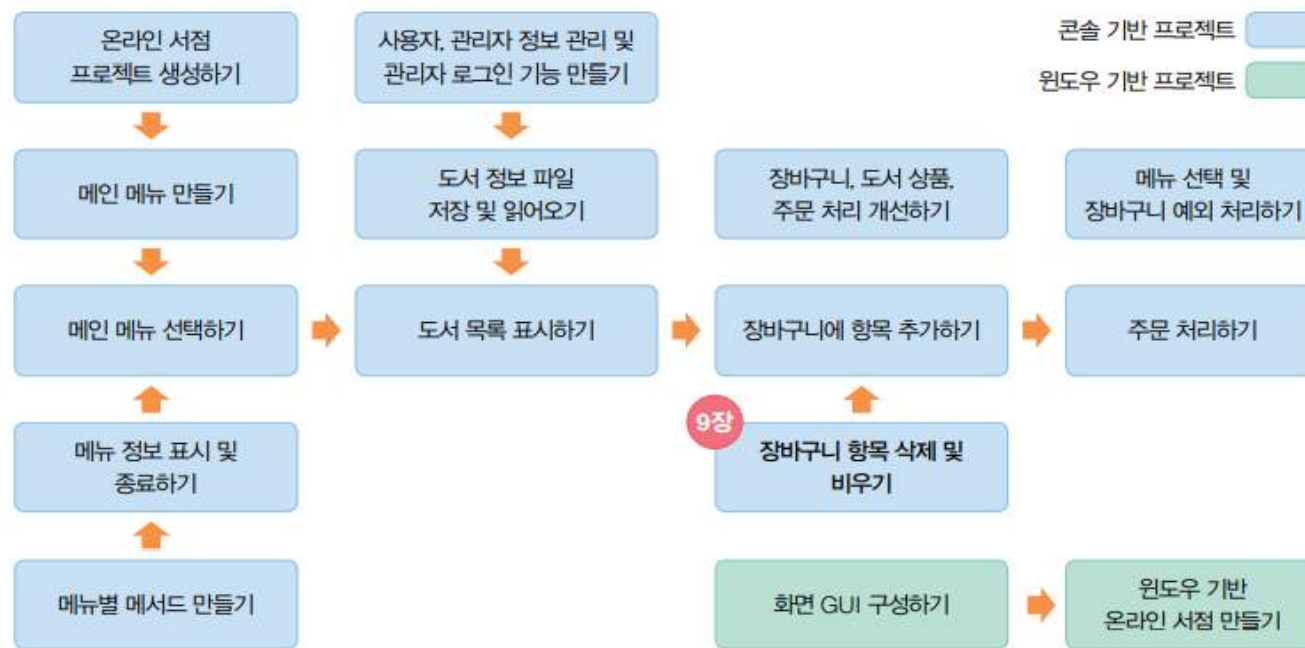 온라인 서점
프로젝트 생성하기
사용자, 관리자 정보 관리 및
관리자 로그인 기능 만들기
콘솔 기반 프로젝트
윈도우 기반 프로젝트
메인 메뉴 만들기
도서 정보 파일
저장 및 읽어오기
장바구니, 도서 상품,
주문 처리 개선하기
메뉴 선택 및
장바구니 예외 처리하기
메인 메뉴 선택하기
도서 목록 표시하기
장바구니에 항목 추가하기
주문 처리하기
메뉴 정보 표시 및
종료하기
9장
장바구니 항목 삭제 및
비우기
메뉴별 메서드 만들기
화면 GUI 구성하기
윈도우 기반
온라인 서점 만들기